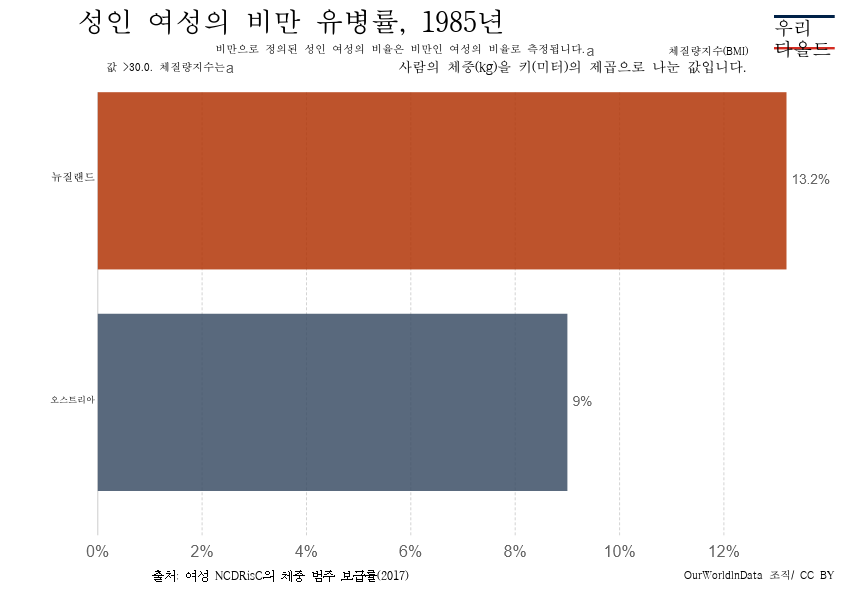 성인 여성의 비만 유병률, 1985년
우리
다올드
비만으로 정의된 성인 여성의 비율은 비만인 여성의 비율로 측정됩니다.a 체질량지수(BMI)
값 >30.0. 체질량지수는a 사람의 체중(kg)을 키(미터)의 제곱으로 나눈 값입니다.
뉴질랜드 13.2%
오스트리아 9%
0% 2% 4% 6% 8% 10% 12%
출처: 여성 NCDRisC의 체중 범주 보급률(2017)
OurWorldInData 조직/ CC BY